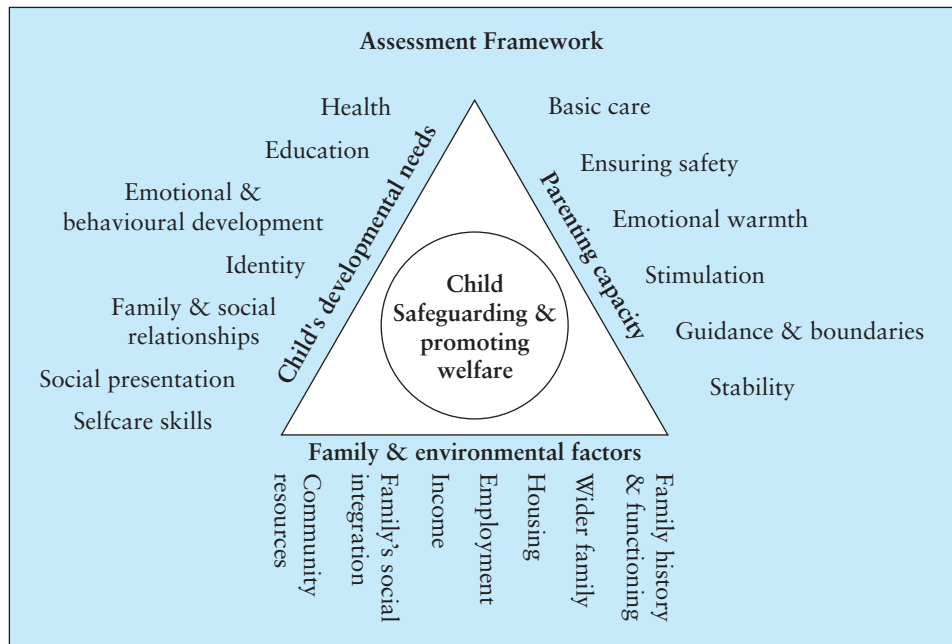 Assessment Framework
Health
Education
Emotional &
behavioural development
Identity
Family & social
relationships
Social presentation
Selfcare skills
Child's developmental needs
Child
Safeguarding &
promoting
welfare
Parenting capacity
Basic care
Ensuring safety
Emotional warmth
Stimulation
Guidance & boundaries
Stability
Family & environmental factors
Community
resources
Family’s social
integration
Income
Employment
Housing
Wider family
Family history
& functioning